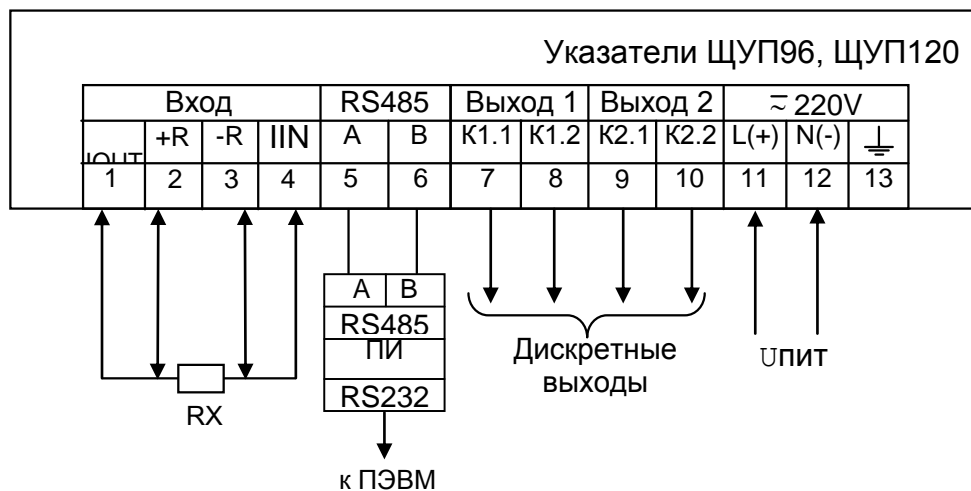 Указатели ЩУП96, ЩУП120
Вход RS485 Выход 1 Выход 2 ≂ 220V
IOUT +R -R IIN A B К1.1 К1.2 К2.1 К2.2 L(+) N(-)
1 2 3 4 5 6 7 8 9 10 11 12 13
A B
RS485
ПИ
RS232
RX
Дискретные
выходы
Uпит
к ПЭВМ